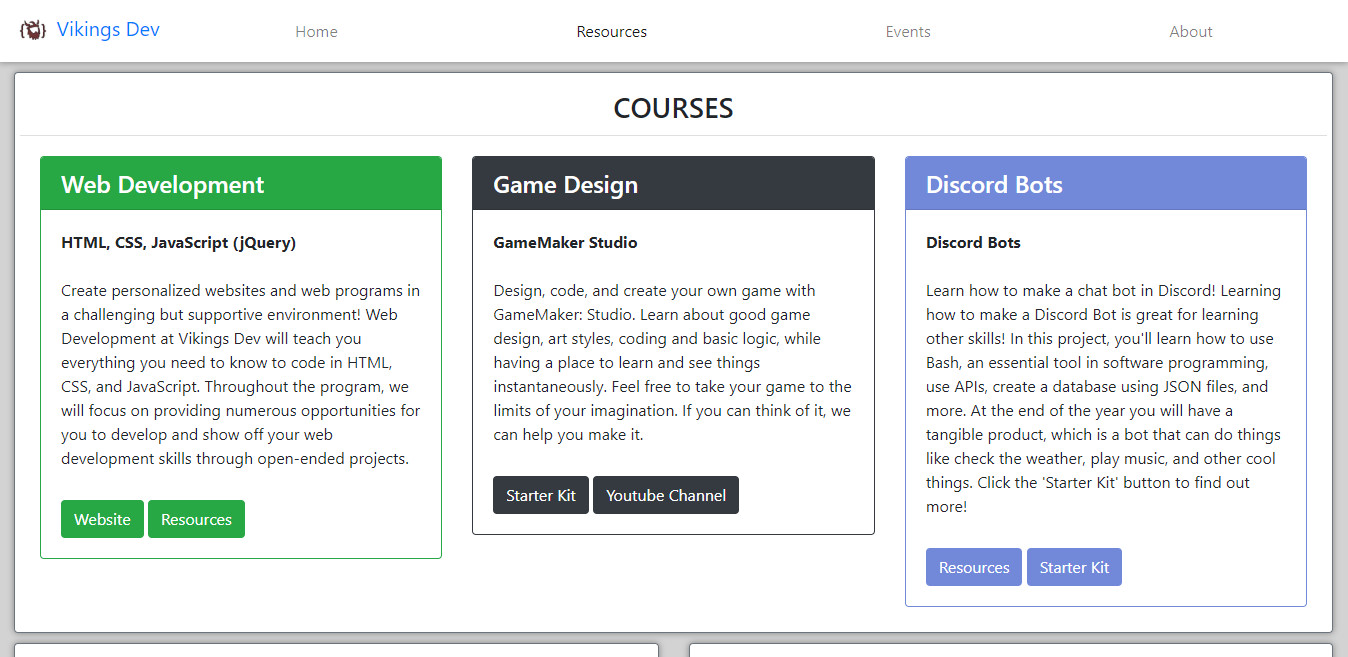 Vikings Dev
Home
Resources
Events
About
COURSES
Web Development
HTML, CSS, JavaScript (jQuery)
Create personalized websites and web programs in
a challenging but supportive environment! Web
Development at Vikings Dev will teach you
everything you need to know to code in HTML,
CSS, and JavaScript. Throughout the program, we
will focus on providing numerous opportunities for
you to develop and show off your web
development skills through open-ended projects.
Website
Resources
Game Design
GameMaker Studio
Design, code, and create your own game with
GameMaker: Studio. Learn about good game
design, art styles, coding and basic logic, while
having a place to learn and see things
instantaneously. Feel free to take your game to the
limits of your imagination. If you can think of it, we
can help you make it.
Starter Kit
Youtube Channel
Discord Bots
Discord Bots
Learn how to make a chat bot in Discord! Learning
how to make a Discord Bot is great for learning
other skills! In this project, you'll learn how to use
Bash, an essential tool in software programming,
use APIs, create a database using JSON files, and
more. At the end of the year you will have a
tangible product, which is a bot that can do things
like check the weather, play music, and other cool
things. Click the 'Starter Kit' button to find out
more!
Resources
Starter Kit